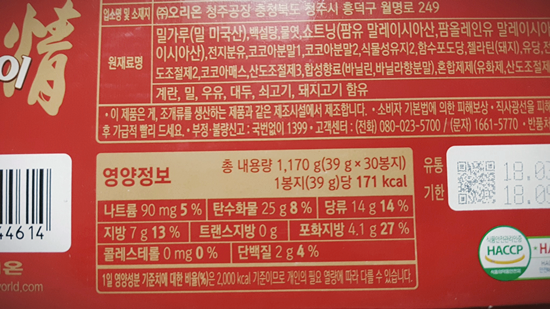 업소명 및 소재지 ㈜오리온 청주공장 충청북도 청주시 흥덕구 월명로 249
원재료명
밀가루(밀 미국산),백설탕,물엿,쇼트닝(팜유 말레이시아산,팜올레인유 말레이시아
이시아산),전지분유,코코아분말1,코코아분말2,식물성유지2,함수포도당,젤라틴(돼지),유당,전
도조절제2,코코아매스,산도조절제3,합성향료(바닐린,바닐라향분말),혼합제제(유화제,산도조
계란, 밀, 우유, 대두, 쇠고기, 돼지고기 함유
• 이 제품은 게, 조개류를 생산하는 제품과 같은 제조시설에서 제조합니다. • 소비자 기본법에 의한 피해보상 • 직사광선을 피하
후 가급적 빨리 드세요. • 부정·불량신고 : 국번없이 1399 • 고객센터 : (전화) 080-023-5700 / (문자) 1661-5770 • 반품처
情
이
영양정보
총 내용량 1,170 g(39 g × 30봉지)
1봉지(39 g)당 171 kcal
나트륨 90 mg 5 % 탄수화물 25 g 8 % 당류 14 g 14 %
지방 7 g 13 % 트랜스지방 0 g 포화지방 4.1 g 27 %
콜레스테롤 0 mg 0 % 단백질 2 g 4 %
1일 영양성분 기준치에 대한 비율(%)은 2,000 kcal 기준이므로 개인의 필요 열량에 따라 다를 수 있습니다.
유통
기한
18.0
18.0
44614
온
world.com
HACCP
HA